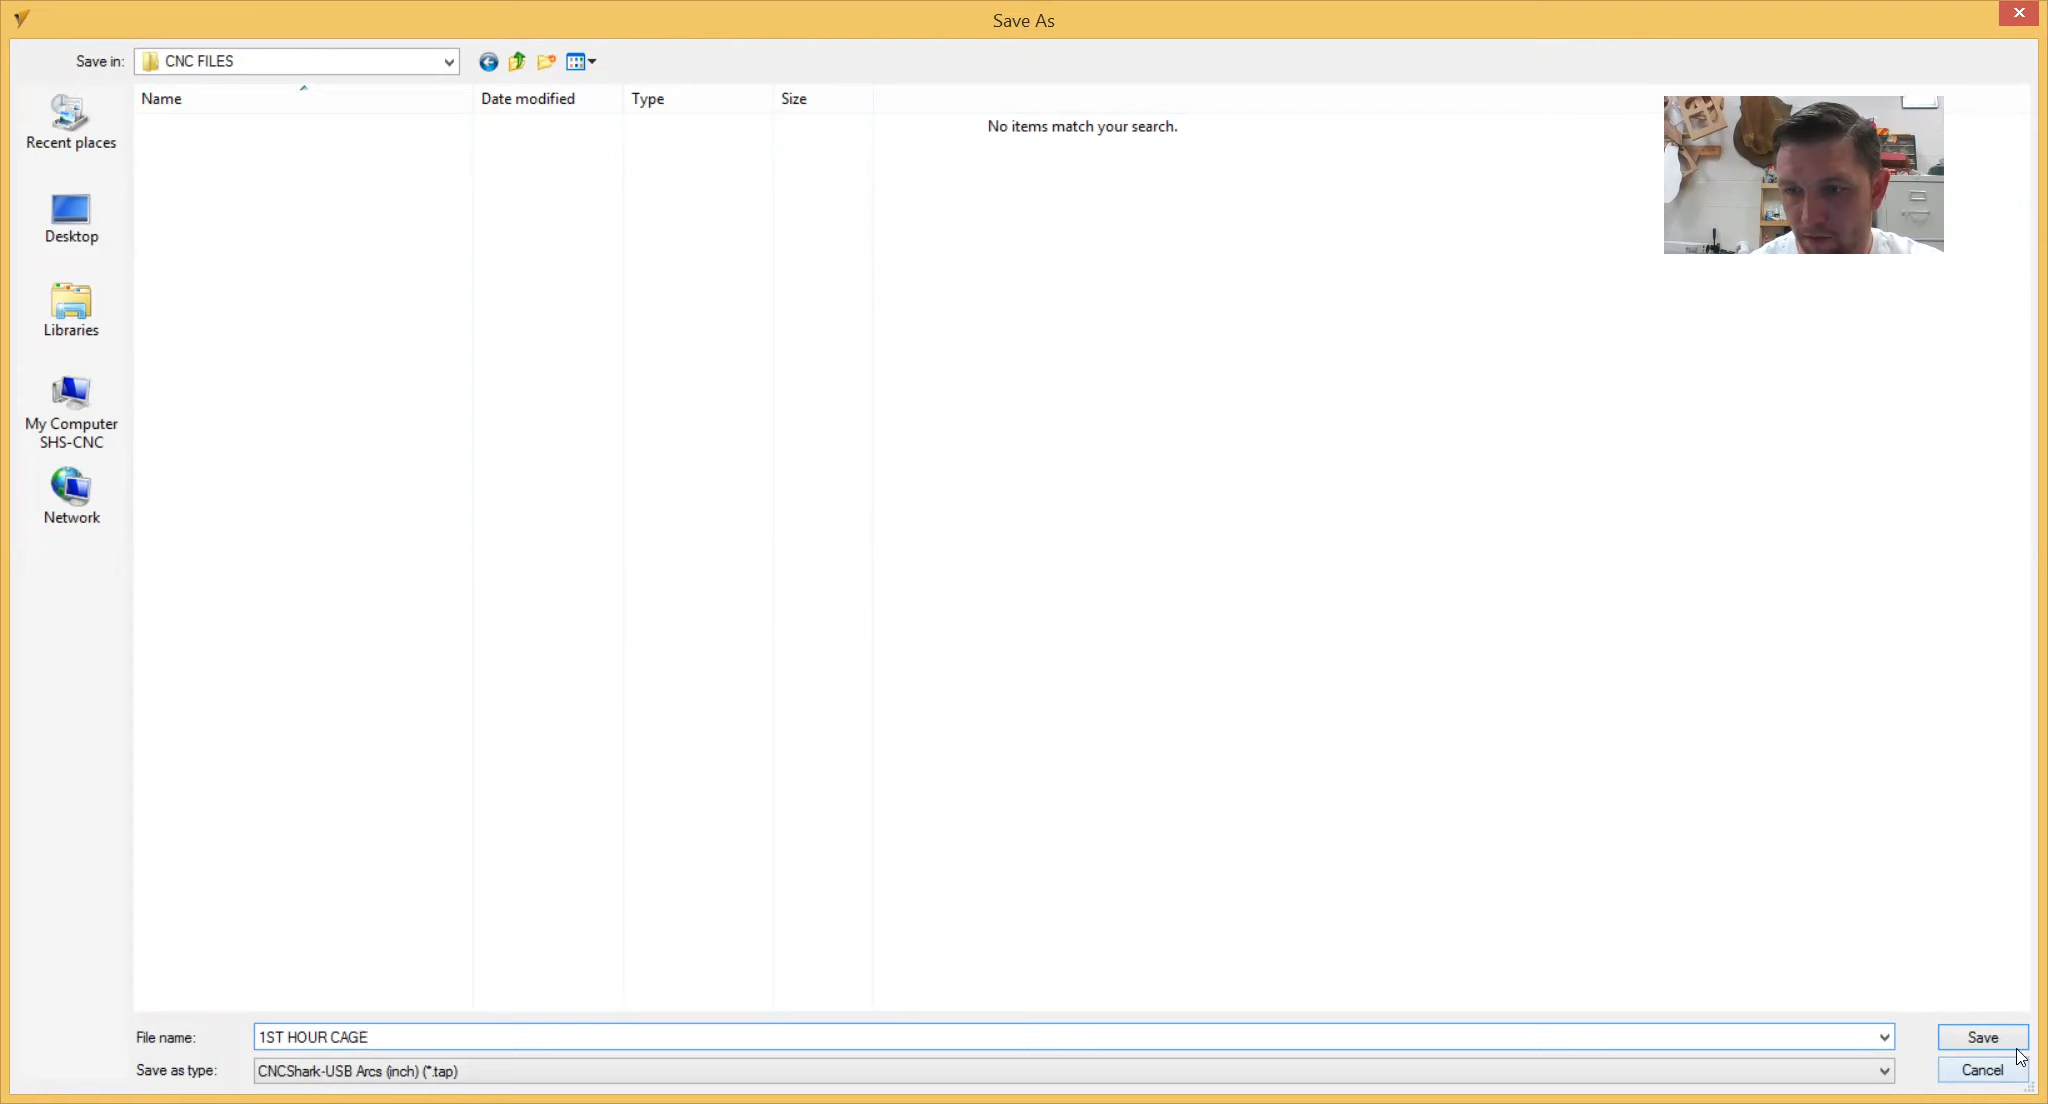 Save As
Save in: CNC FILES
Name Date modified Type Size
No items match your search.
Recent places
Desktop
Libraries
My Computer
SHS-CNC
Network
File name: 1ST HOUR CAGE Save
Save as type: CNCShark-USB Arcs (inch) (*.tap) Cancel